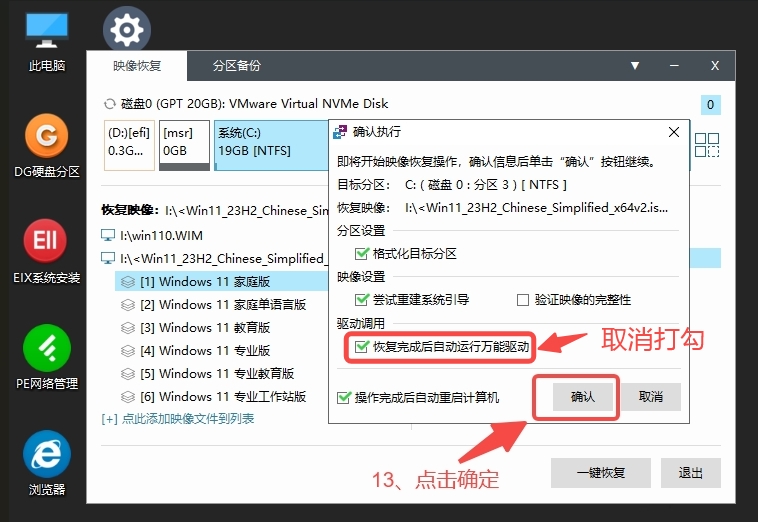 此电脑
DG硬盘分区
EII
EIX系统安装
PE网络管理
浏览器
映像恢复
分区备份
磁盘0 (GPT 20GB): VMware Virtual NVMe Disk
0
(D:)[efi]
0.3G...
[msr]
0GB
系统(C:)
19GB [NTFS]
恢复映像: I:\<Win11_23H2_Chinese_Sim
I:\win110.WIM
I:\<Win11_23H2_Chinese_Simplified_
[1] Windows 11 家庭版
[2] Windows 11 家庭单语言版
[3] Windows 11 教育版
[4] Windows 11 专业版
[5] Windows 11 专业教育版
[6] Windows 11 专业工作站版
[+] 点此添加映像文件到列表
确认执行
即将开始映像恢复操作，确认信息后单击“确认”按钮继续。
目标分区： C: ( 磁盘 0 : 分区 3 ) [ NTFS ]
恢复映像： I:\<Win11_23H2_Chinese_Simplified_x64v2.is...
分区设置
格式化目标分区
映像设置
尝试重建系统引导
验证映像的完整性
驱动调用
恢复完成后自动运行万能驱动
取消打勾
操作完成后自动重启计算机
确认
取消
13、点击确定
一键恢复
退出